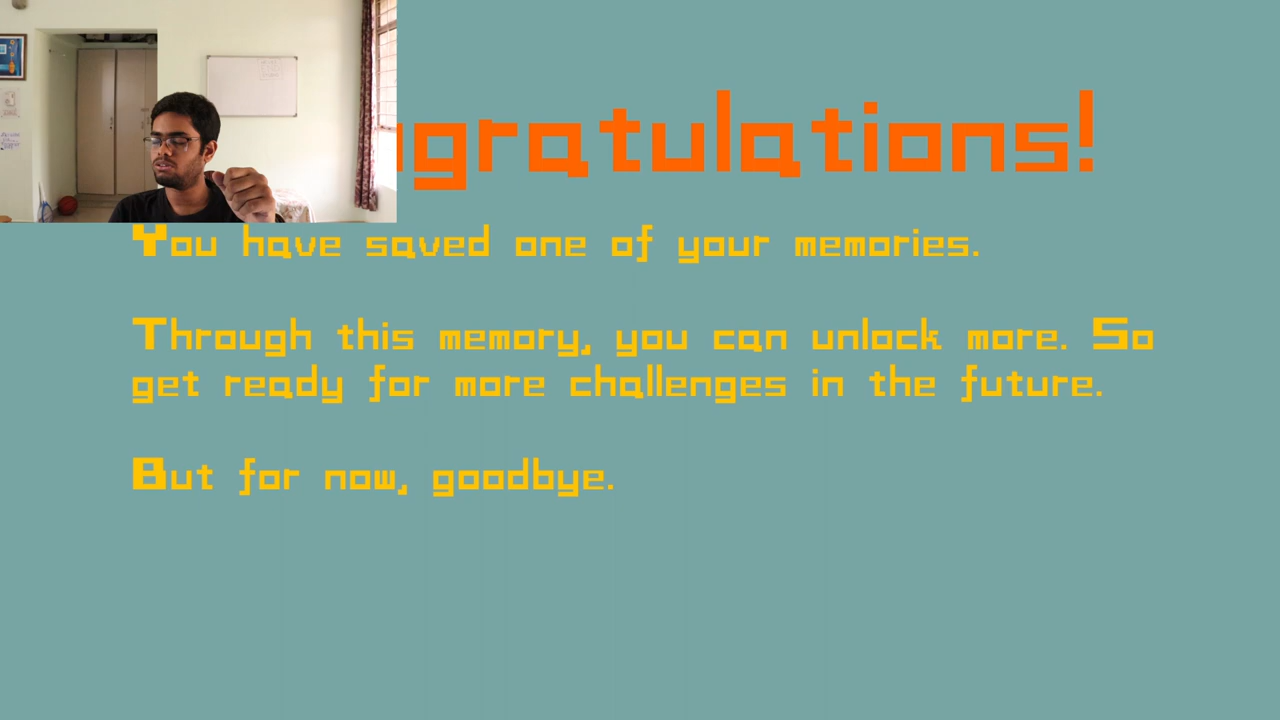 ngratulations!
You have saved one of your memories.
Through this memory, you can unlock more. So
get ready for more challenges in the future.
But for now, goodbye.